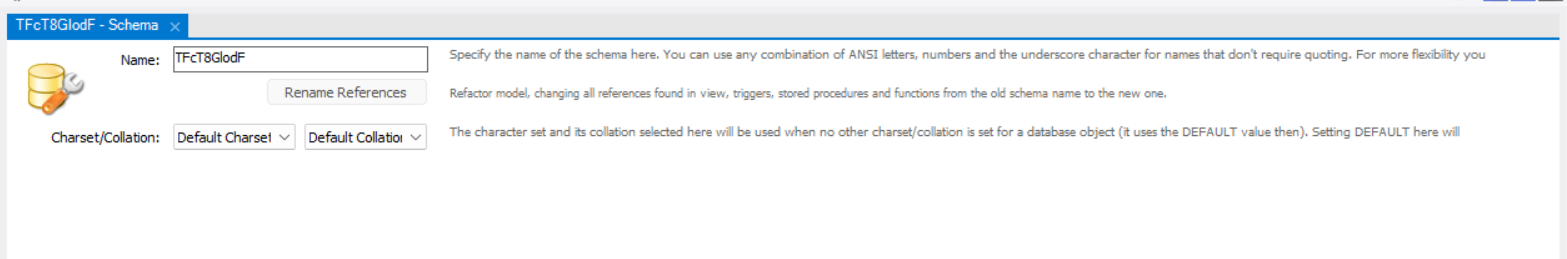 TFcT8GlodF - Schema
Name: TFcT8GlodF Specify the name of the schema here. You can use any combination of ANSI letters, numbers and the underscore character for names that don't require quoting. For more flexibility you
Rename References Refactor model, changing all references found in view, triggers, stored procedures and functions from the old schema name to the new one.
Charset/Collation: Default Charset Default Collation The character set and its collation selected here will be used when no other charset/collation is set for a database object (it uses the DEFAULT value then). Setting DEFAULT here will